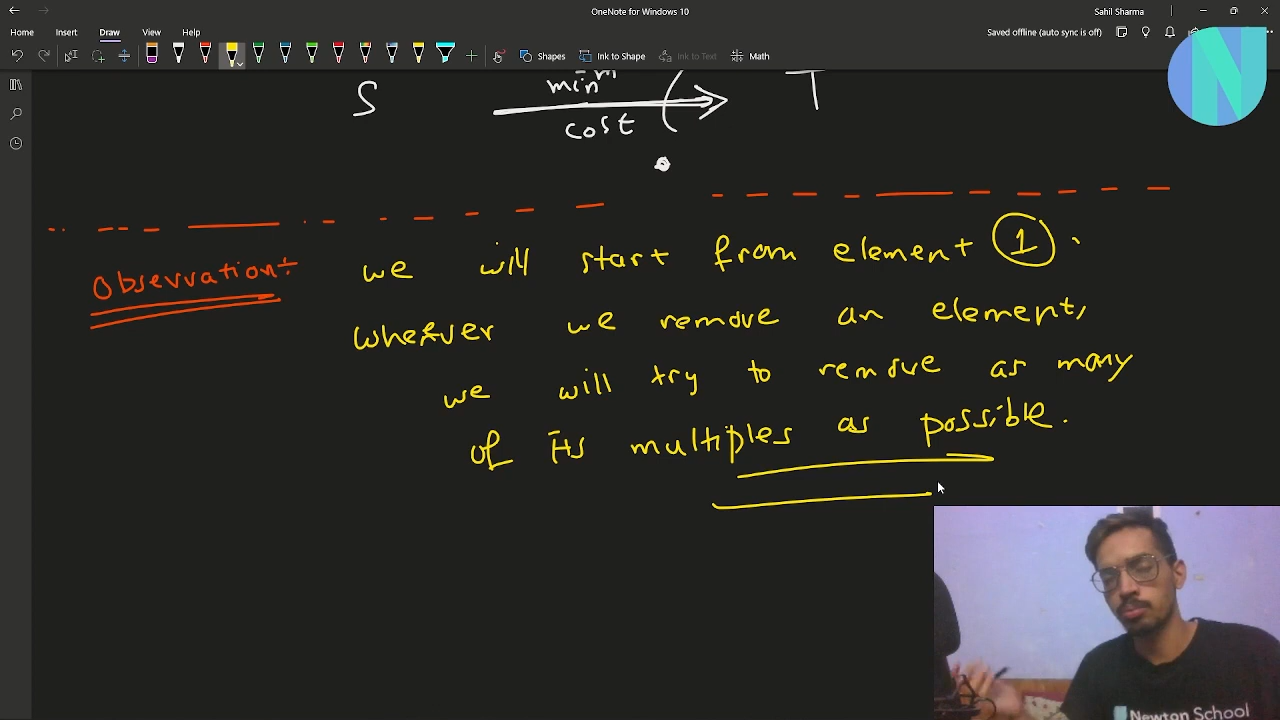 OneNote for Windows 10
Sahil Sharma
Home Insert Draw View Help
Saved offline (auto sync is off)
Shapes Ink to Shape Ink to Text Math
S min^m T
cost
Observation:
we will start from element 1.
whenever we remove an element,
we will try to remove as many
of its multiples as possible.
Newton School